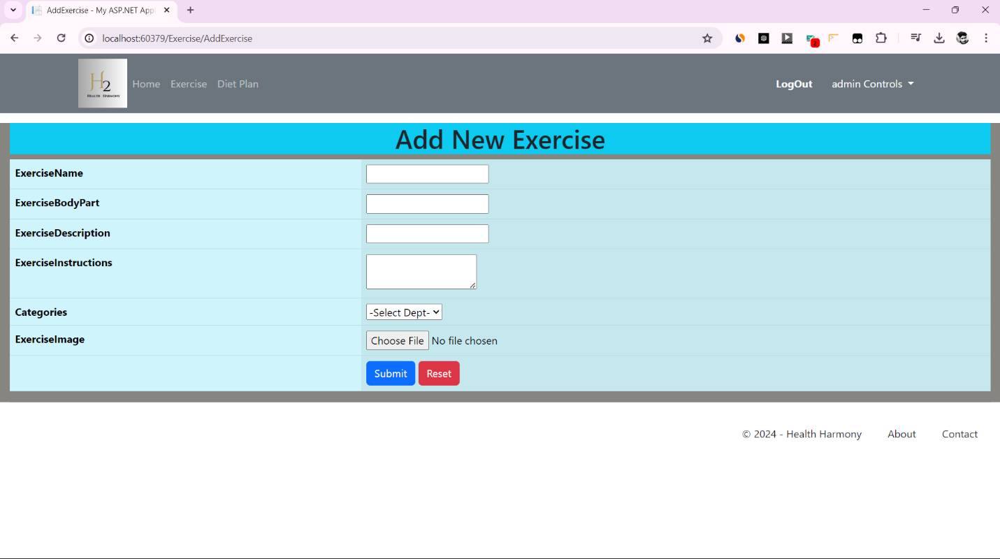 AddExercise - My ASP.NET App
localhost:60379/Exercise/AddExercise
2
H2
HEALTH HARMONY
Home Exercise Diet Plan LogOut admin Controls
Add New Exercise
ExerciseName
ExerciseBodyPart
ExerciseDescription
ExerciseInstructions
Categories -Select Dept-
ExerciseImage Choose File No file chosen
Submit Reset
© 2024 - Health Harmony About Contact